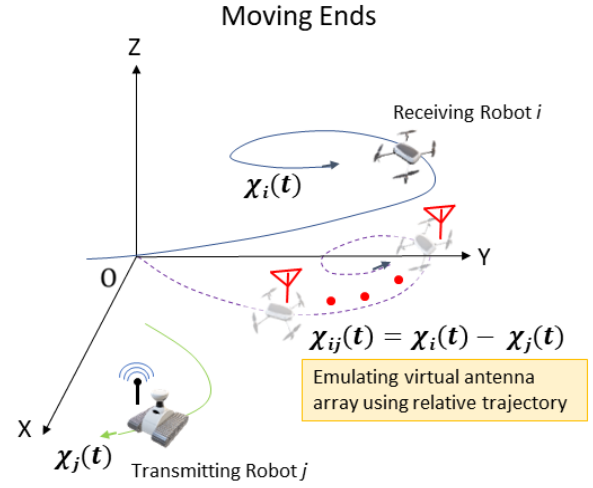 Moving Ends
Z
Receiving Robot i
χi(t)
Y
O
χij(t) = χi(t) − χj(t)
Emulating virtual antenna
array using relative trajectory
X
χj(t)
Transmitting Robot j